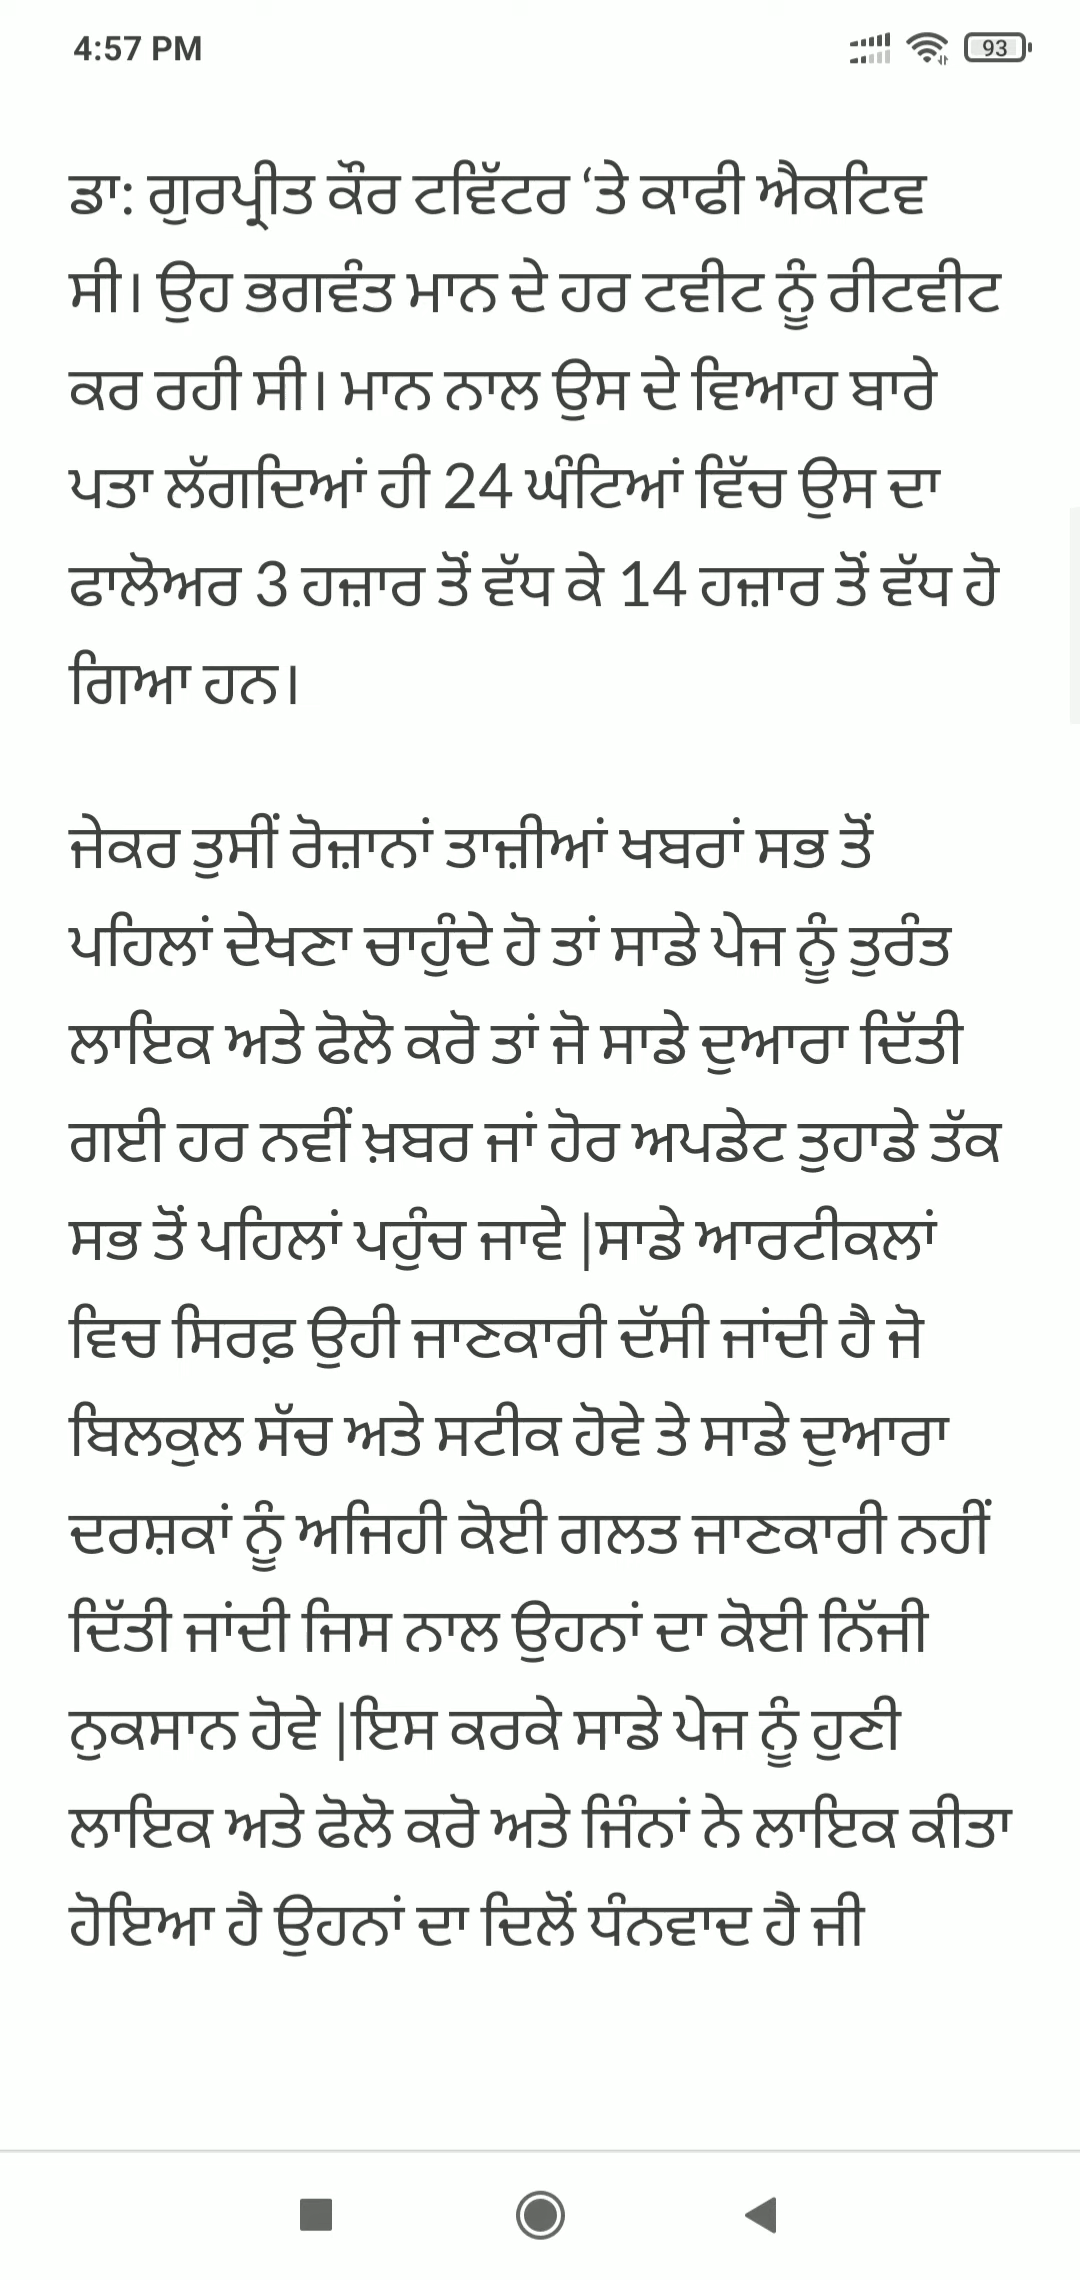 4:57 PM
93
ਡਾ: ਗੁਰਪ੍ਰੀਤ ਕੌਰ ਟਵਿੱਟਰ ‘ਤੇ ਕਾਫੀ ਐਕਟਿਵ
ਸੀ। ਉਹ ਭਗਵੰਤ ਮਾਨ ਦੇ ਹਰ ਟਵੀਟ ਨੂੰ ਰੀਟਵੀਟ
ਕਰ ਰਹੀ ਸੀ। ਮਾਨ ਨਾਲ ਉਸ ਦੇ ਵਿਆਹ ਬਾਰੇ
ਪਤਾ ਲੱਗਦਿਆਂ ਹੀ 24 ਘੰਟਿਆਂ ਵਿੱਚ ਉਸ ਦਾ
ਫਾਲੋਅਰ 3 ਹਜ਼ਾਰ ਤੋਂ ਵੱਧ ਕੇ 14 ਹਜ਼ਾਰ ਤੋਂ ਵੱਧ ਹੋ
ਗਿਆ ਹਨ।
ਜੇਕਰ ਤੁਸੀਂ ਰੋਜ਼ਾਨਾਂ ਤਾਜ਼ੀਆਂ ਖਬਰਾਂ ਸਭ ਤੋਂ
ਪਹਿਲਾਂ ਦੇਖਣਾ ਚਾਹੁੰਦੇ ਹੋ ਤਾਂ ਸਾਡੇ ਪੇਜ ਨੂੰ ਤੁਰੰਤ
ਲਾਇਕ ਅਤੇ ਫੋਲੋ ਕਰੋ ਤਾਂ ਜੋ ਸਾਡੇ ਦੁਆਰਾ ਦਿੱਤੀ
ਗਈ ਹਰ ਨਵੀਂ ਖ਼ਬਰ ਜਾਂ ਹੋਰ ਅਪਡੇਟ ਤੁਹਾਡੇ ਤੱਕ
ਸਭ ਤੋਂ ਪਹਿਲਾਂ ਪਹੁੰਚ ਜਾਵੇ |ਸਾਡੇ ਆਰਟੀਕਲਾਂ
ਵਿਚ ਸਿਰਫ਼ ਉਹੀ ਜਾਣਕਾਰੀ ਦੱਸੀ ਜਾਂਦੀ ਹੈ ਜੋ
ਬਿਲਕੁਲ ਸੱਚ ਅਤੇ ਸਟੀਕ ਹੋਵੇ ਤੇ ਸਾਡੇ ਦੁਆਰਾ
ਦਰਸ਼ਕਾਂ ਨੂੰ ਅਜਿਹੀ ਕੋਈ ਗਲਤ ਜਾਣਕਾਰੀ ਨਹੀਂ
ਦਿੱਤੀ ਜਾਂਦੀ ਜਿਸ ਨਾਲ ਉਹਨਾਂ ਦਾ ਕੋਈ ਨਿੱਜੀ
ਨੁਕਸਾਨ ਹੋਵੇ |ਇਸ ਕਰਕੇ ਸਾਡੇ ਪੇਜ ਨੂੰ ਹੁਣੀ
ਲਾਇਕ ਅਤੇ ਫੋਲੋ ਕਰੋ ਅਤੇ ਜਿੰਨਾਂ ਨੇ ਲਾਇਕ ਕੀਤਾ
ਹੋਇਆ ਹੈ ਉਹਨਾਂ ਦਾ ਦਿਲੋਂ ਧੰਨਵਾਦ ਹੈ ਜੀ